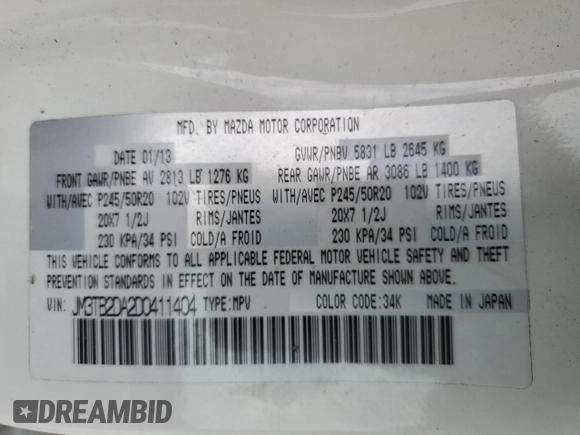 MFD. BY MAZDA MOTOR CORPORATION
DATE 01/13 GVWR/PNBV 5831 LB 2645 KG
FRONT GAWR/PNBE AV 2813 LB 1276 KG REAR GAWR/PNBE AR 3086 LB 1400 KG
WITH/AVEC P245/50R20 102V TIRES/PNEUS WITH/AVEC P245/50R20 102V TIRES/PNEUS
20X7 1/2J RIMS/JANTES 20X7 1/2J RIMS/JANTES
230 KPA/34 PSI COLD/A FROID 230 KPA/34 PSI COLD/A FROID
THIS VEHICLE CONFORMS TO ALL APPLICABLE FEDERAL MOTOR VEHICLE SAFETY AND THEFT
PREVENTION STANDARDS IN EFFECT ON THE DATE OF MANUFACTURE SHOWN ABOVE.
VIN: JM3TB2DA2D0411404 TYPE:MPV COLOR CODE:34K MADE IN JAPAN
DREAMBID